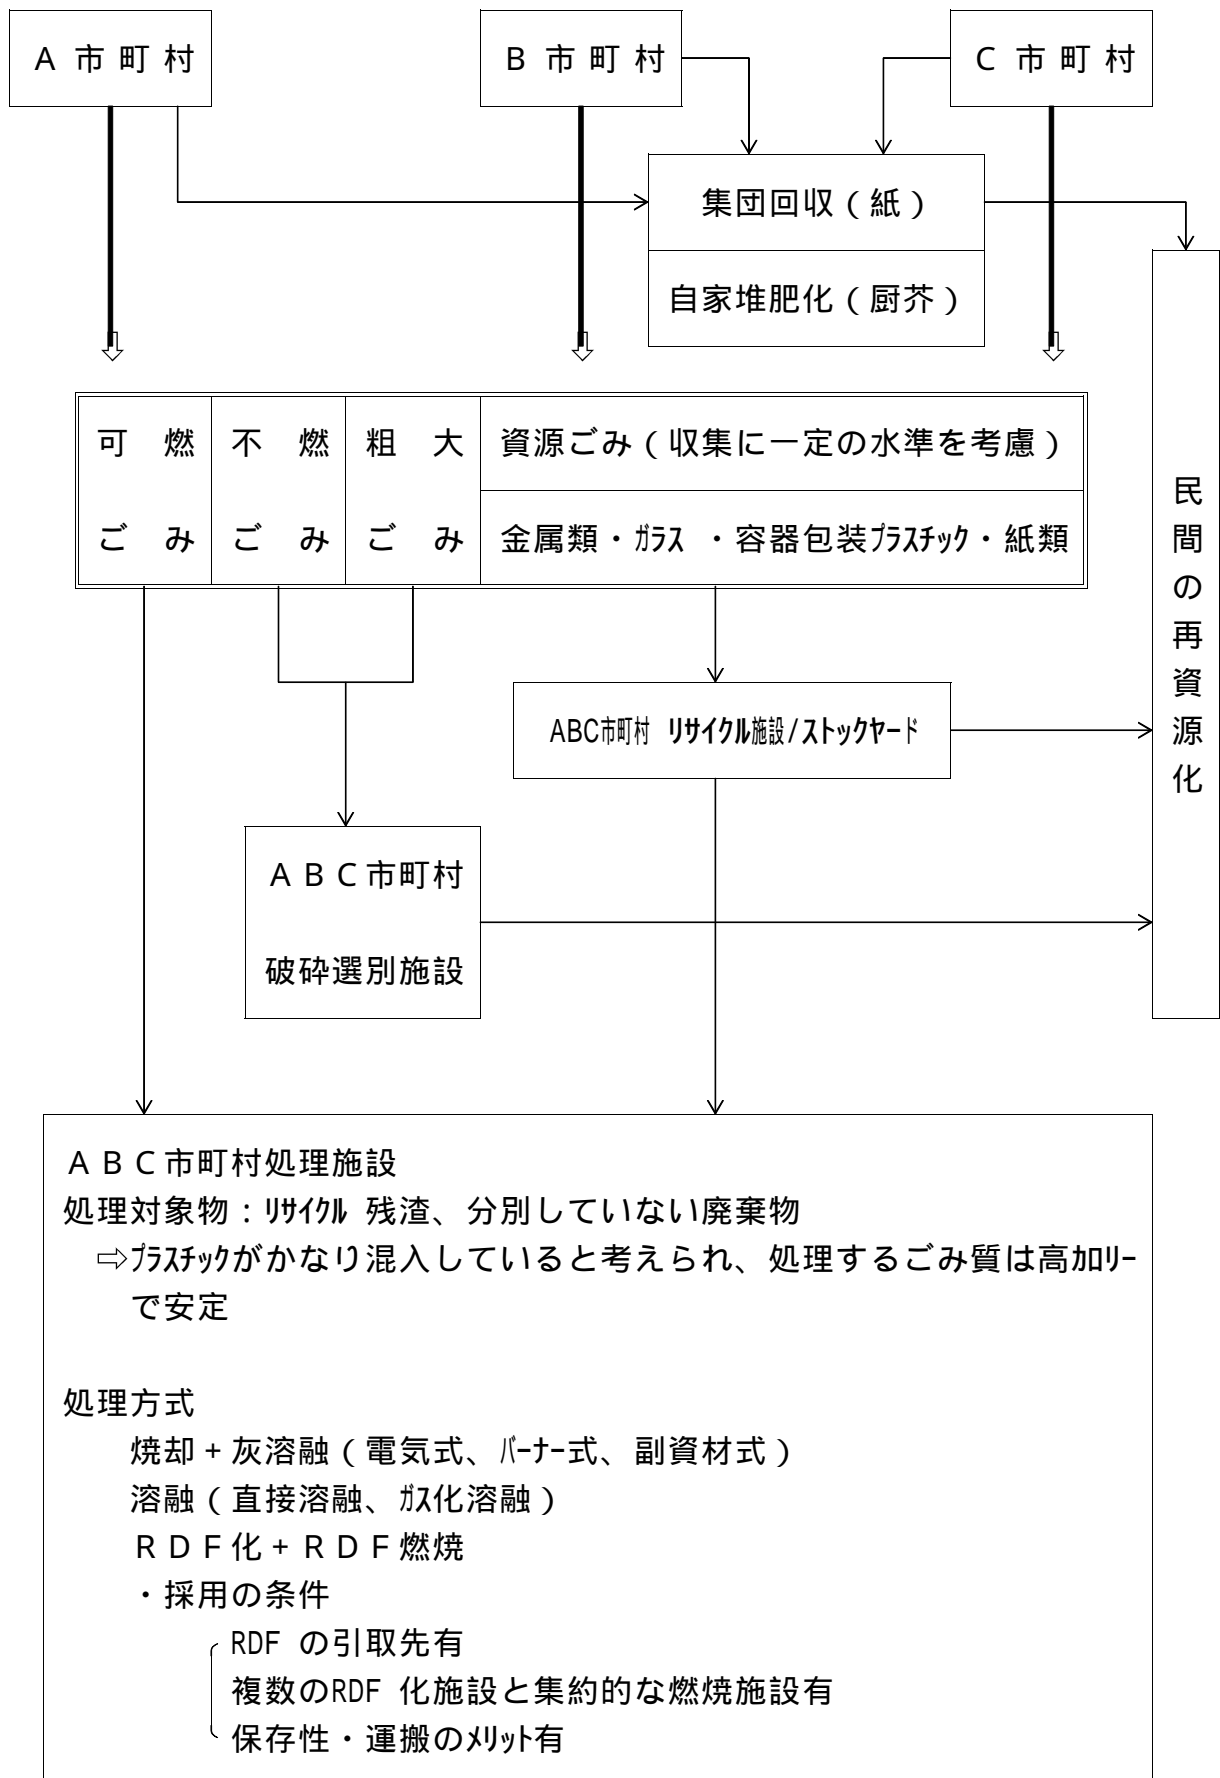 A 市 町 村
B 市 町 村
C 市 町 村
集団回収（紙）
自家堆肥化（厨芥）
可 燃
ごみ
不 燃
ごみ
粗 大
ごみ
資源ごみ（収集に一定の水準を考慮）
金属類・ｶﾞﾗｽ ・容器包装ﾌﾟﾗｽﾁｯｸ・紙類
民間の再資源化
ABC市町村 ﾘｻｲｸﾙ施設/ｽﾄｯｸﾔｰﾄﾞ
ＡＢＣ市町村
破砕選別施設
ＡＢＣ市町村処理施設
処理対象物：ﾘｻｲｸﾙ 残渣、分別していない廃棄物
⇨ﾌﾟﾗｽﾁｯｸがかなり混入していると考えられ、処理するごみ質は高ｶﾛﾘｰ
で安定
処理方式
焼却+灰溶融（電気式、ﾊﾞｰﾅｰ式、副資材式）
溶融（直接溶融、ｶﾞｽ化溶融）
ＲＤＦ化+ＲＤＦ燃焼
・採用の条件
RDF の引取先有
複数のRDF 化施設と集約的な燃焼施設有
保存性・運搬のﾒﾘｯﾄ有